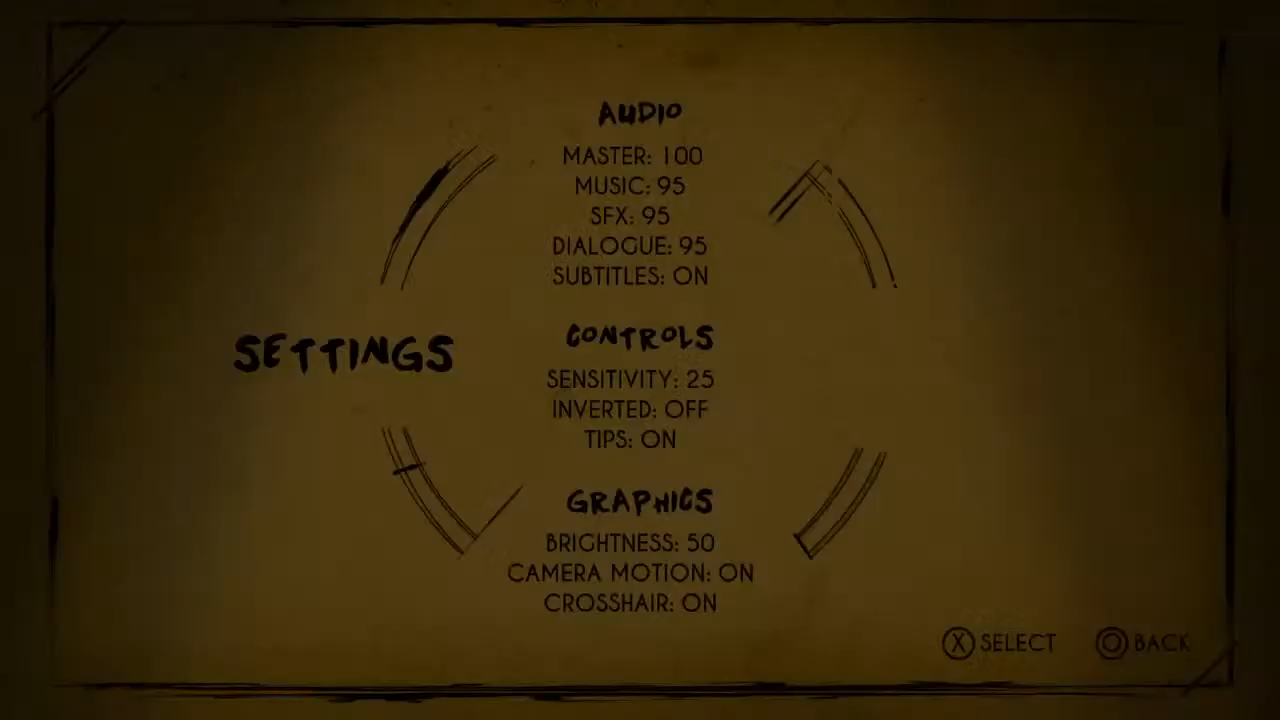 AUDIO
MASTER: 100
MUSIC: 95
SFX: 95
DIALOGUE: 95
SUBTITLES: ON
SETTINGS
CONTROLS
SENSITIVITY: 25
INVERTED: OFF
TIPS: ON
GRAPHICS
BRIGHTNESS: 50
CAMERA MOTION: ON
CROSSHAIR: ON
X SELECT
O BACK